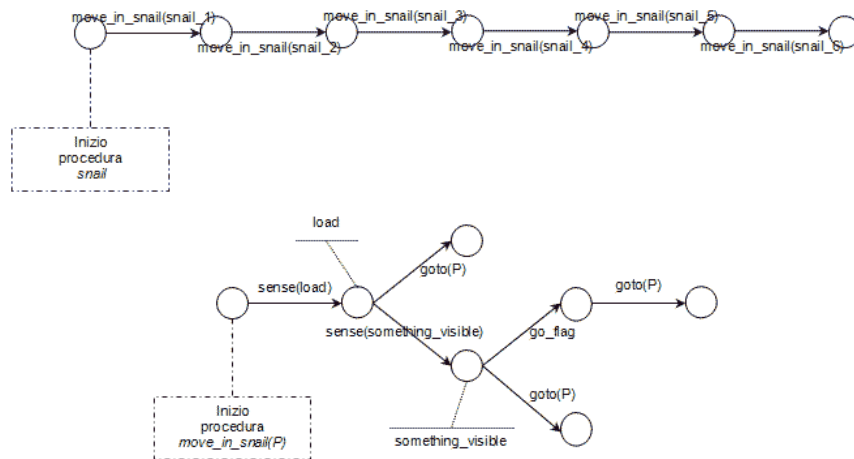 move_in_snail(snail_1)
move_in_snail(snail_2)
move_in_snail(snail_3)
move_in_snail(snail_4)
move_in_snail(snail_5)
move_in_snail(snail_6)
Inizio
procedura
snail
load
sense(load)
goto(P)
sense(something_visible)
go_flag
goto(P)
goto(P)
something_visible
Inizio
procedura
move_in_snail(P)